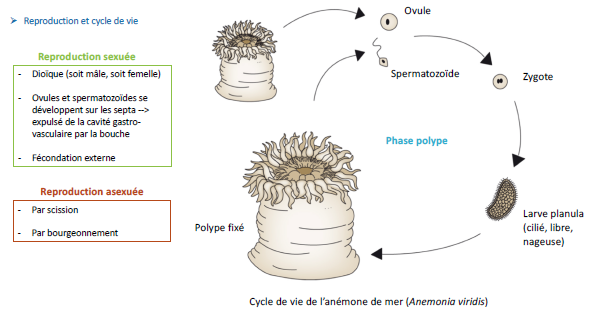 ➢ Reproduction et cycle de vie
Reproduction sexuée
- Dioïque (soit mâle, soit femelle)
- Ovules et spermatozoïdes se
développent sur les septa -->
expulsé de la cavité gastro-
vasculaire par la bouche
- Fécondation externe
Reproduction asexuée
- Par scission
- Par bourgeonnement
Ovule
Spermatozoïde
Zygote
Phase polype
Larve planula
(cilié, libre,
nageuse)
Polype fixé
Cycle de vie de l’anémone de mer (Anemonia viridis)